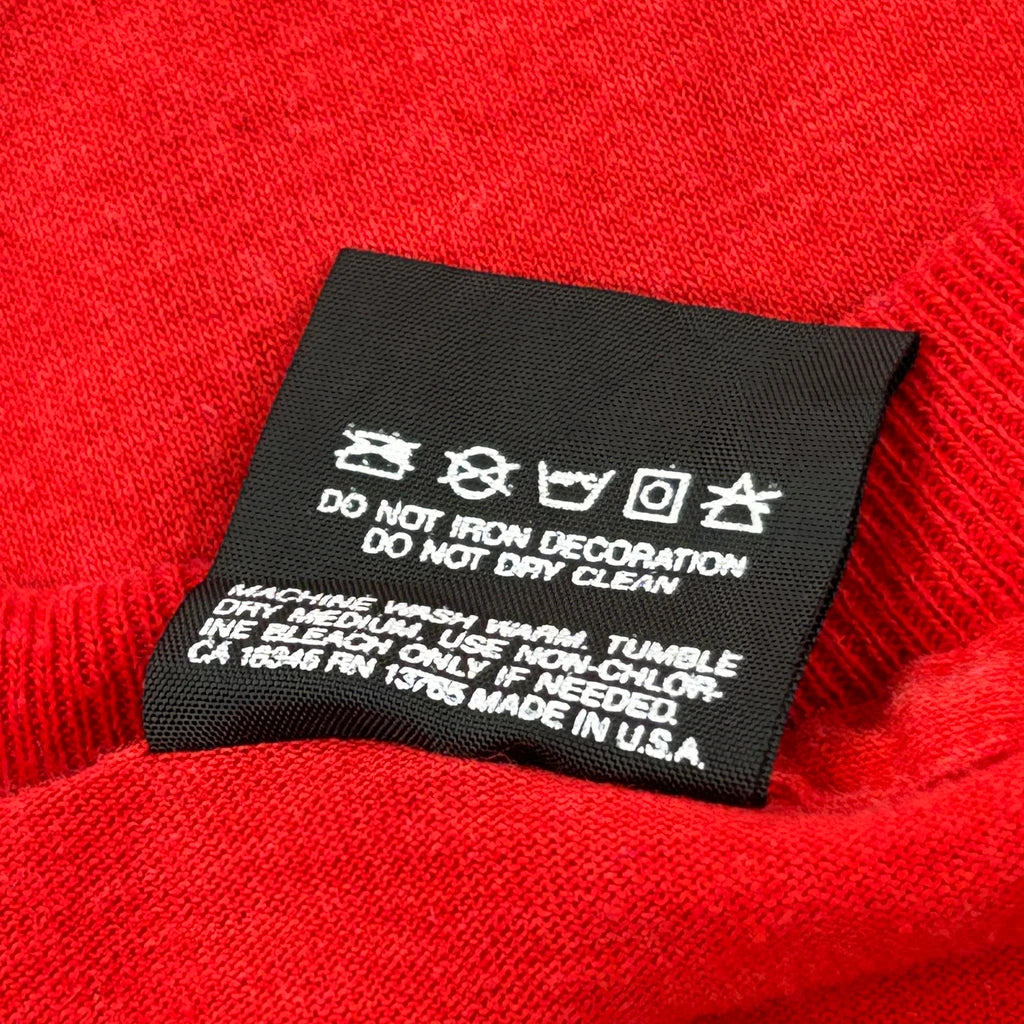 DO NOT IRON DECORATION
DO NOT DRY CLEAN
MACHINE WASH WARM. TUMBLE
DRY MEDIUM, USE NON-CHLOR-
INE BLEACH ONLY IF NEEDED.
CA 16346 RN 13765 MADE IN U.S.A.